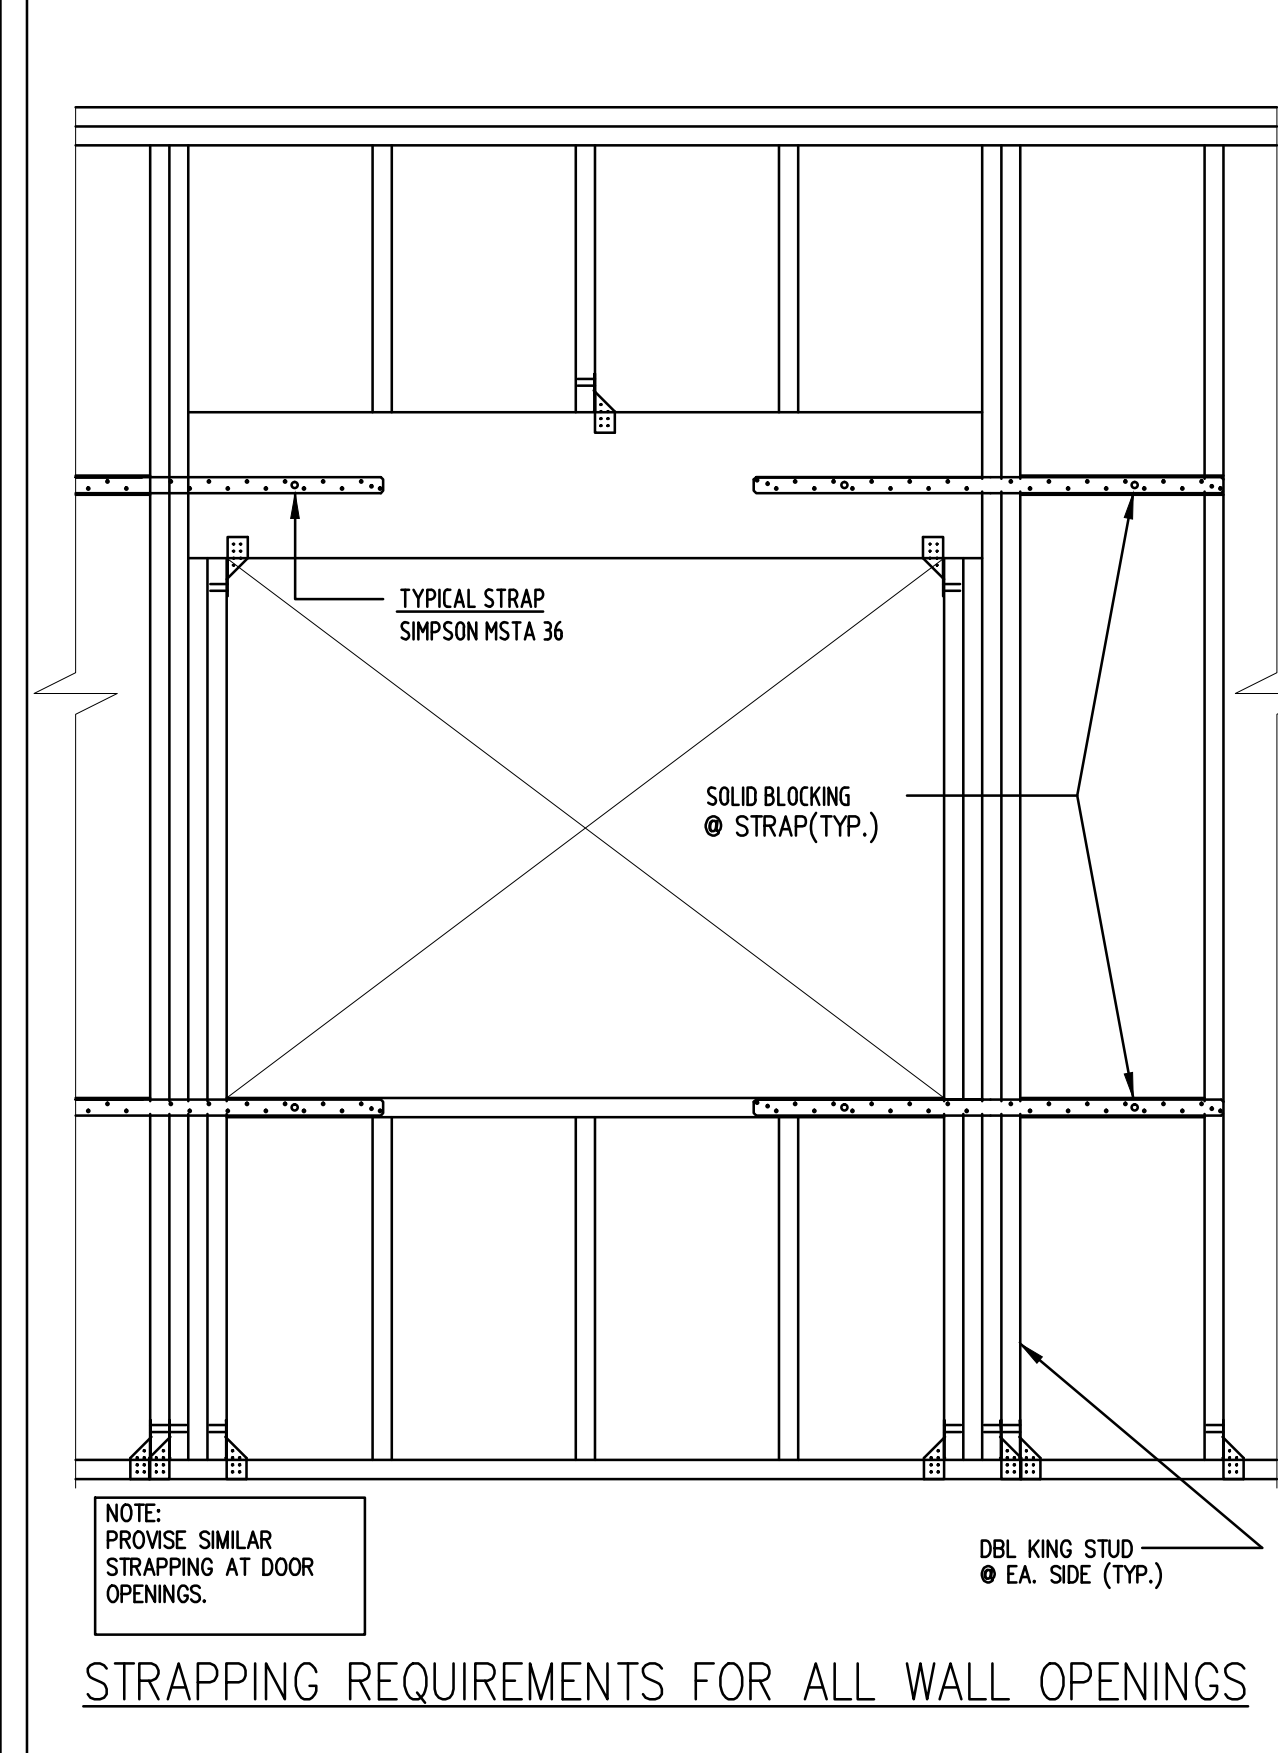 TYPICAL STRAP
SIMPSON MSTA 36
SOLID BLOCKING
@ STRAP(TYP.)
NOTE:
PROVISE SIMILAR
STRAPPING AT DOOR
OPENINGS.
DBL KING STUD
@ EA. SIDE (TYP.)
STRAPPING REQUIREMENTS FOR ALL WALL OPENINGS